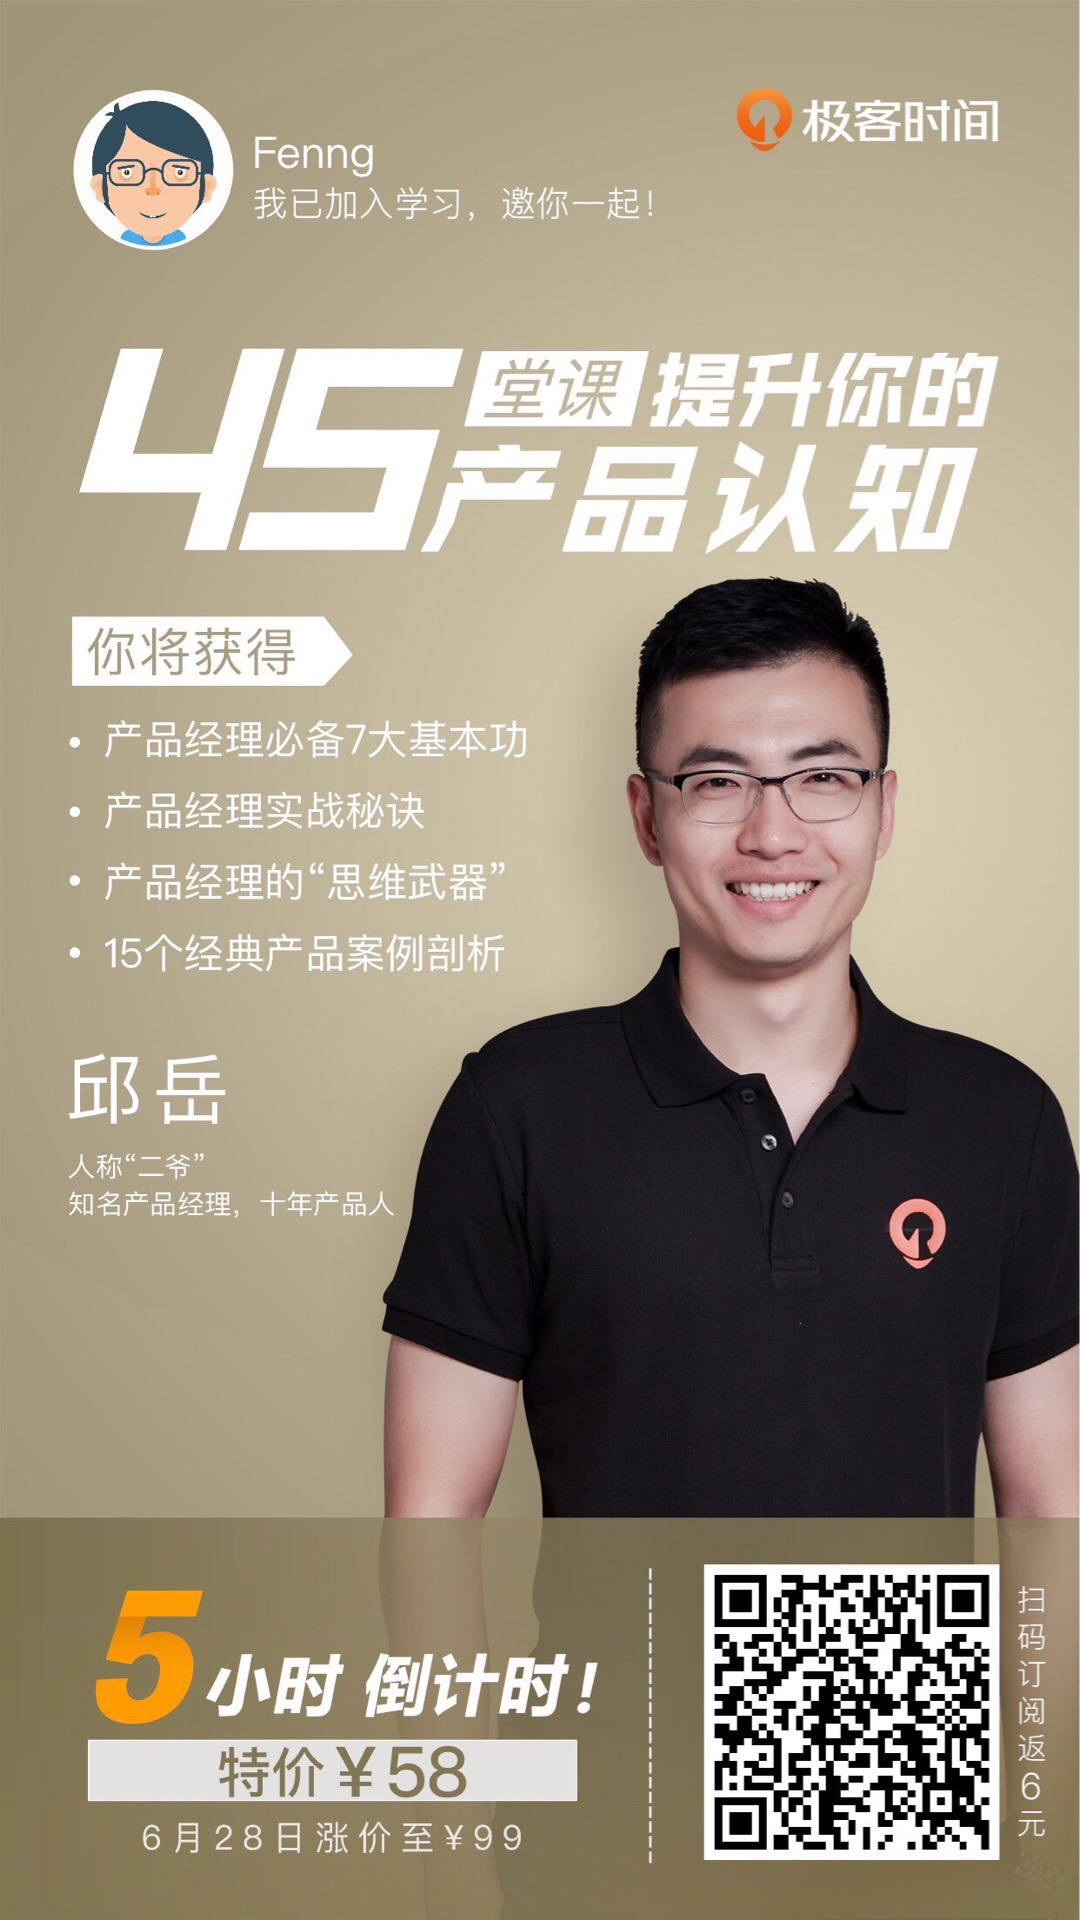 Fenng
我已加入学习，邀你一起！
极客时间
45堂课 提升你的
产品认知
你将获得
• 产品经理必备7大基本功
• 产品经理实战秘诀
• 产品经理的“思维武器”
• 15个经典产品案例剖析
邱岳
人称“二爷”
知名产品经理，十年产品人
5小时 倒计时！
特价¥58
6月28日涨价至¥99
扫码订阅返6元